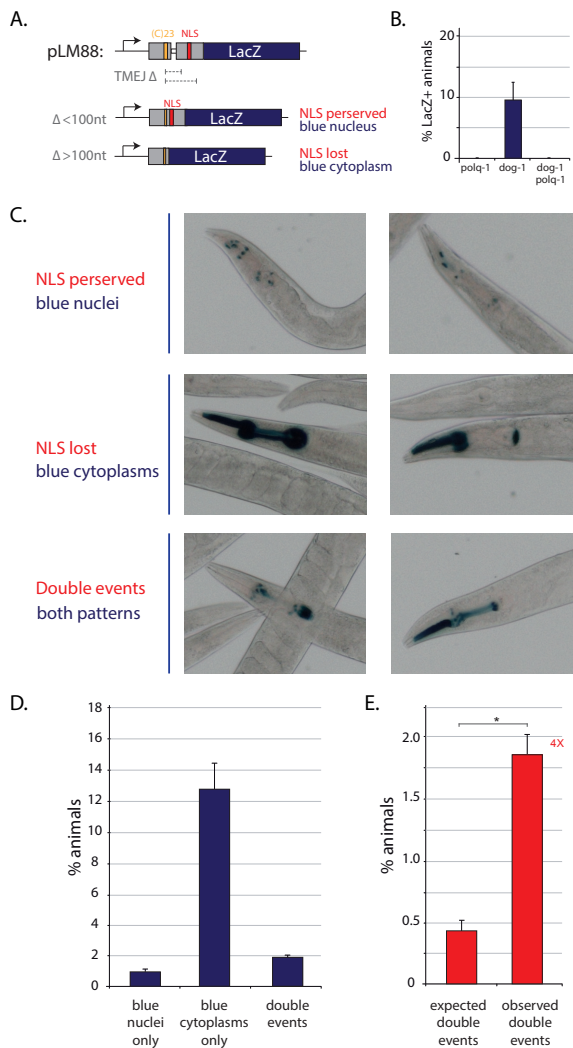 A.
(C)23 NLS
pLM88: LacZ
TMEJ Δ
NLS
Δ<100nt LacZ NLS perserved
blue nucleus
Δ>100nt LacZ NLS lost
blue cytoplasm
B.
% LacZ+ animals
20
10
0
polq-1 dog-1 dog-1
polq-1
C.
NLS perserved
blue nuclei
NLS lost
blue cytoplasms
Double events
both patterns
D.
% animals
18
16
14
12
10
8
6
4
2
0
blue
nuclei
only
blue
cytoplasms
only
double
events
E.
% animals
2.0
1.5
1.0
0.5
0
* 4X
expected
double
events
observed
double
events